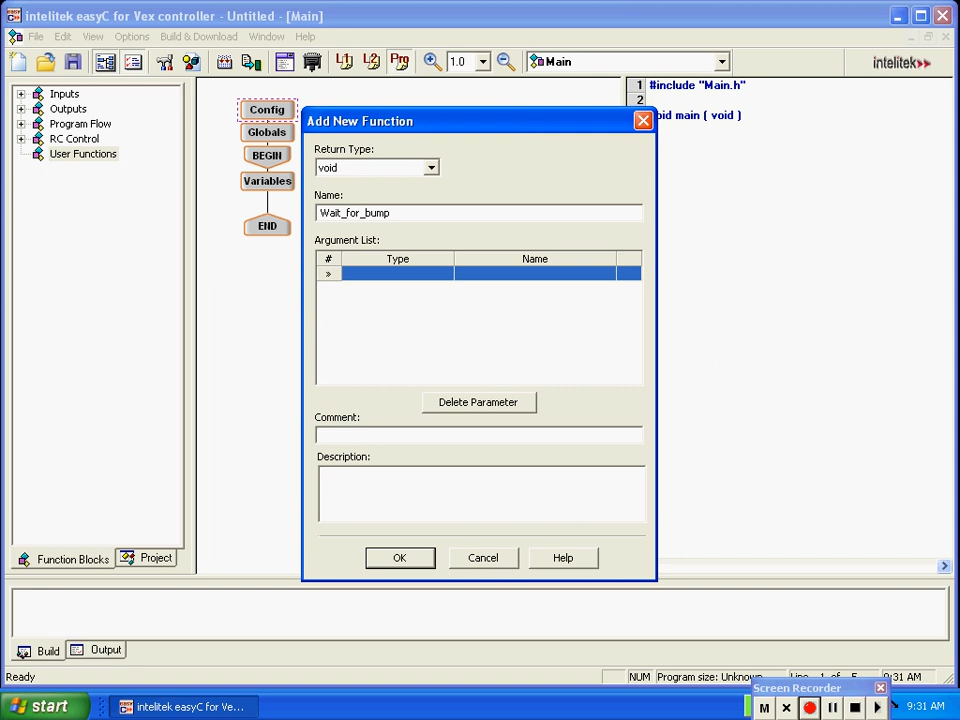 intelitek easyC for Vex controller - Untitled - [Main]
File Edit View Options Build & Download Window Help
L1 L2 Prg 1.0 Main intelitek
Inputs
Outputs
Program Flow
RC Control
User Functions
Function Blocks Project
Config
Globals
BEGIN
Variables
END
1 #include "Main.h"
2
oid main ( void )
Add New Function
Return Type:
void
Name:
Wait_for_bump
Argument List:
# Type Name
»
Delete Parameter
Comment:
Description:
OK Cancel Help
Build Output
Ready NUM Program size: Unknown 9:31 AM
Screen Recorder
M
start intelitek easyC for Ve... 9:31 AM